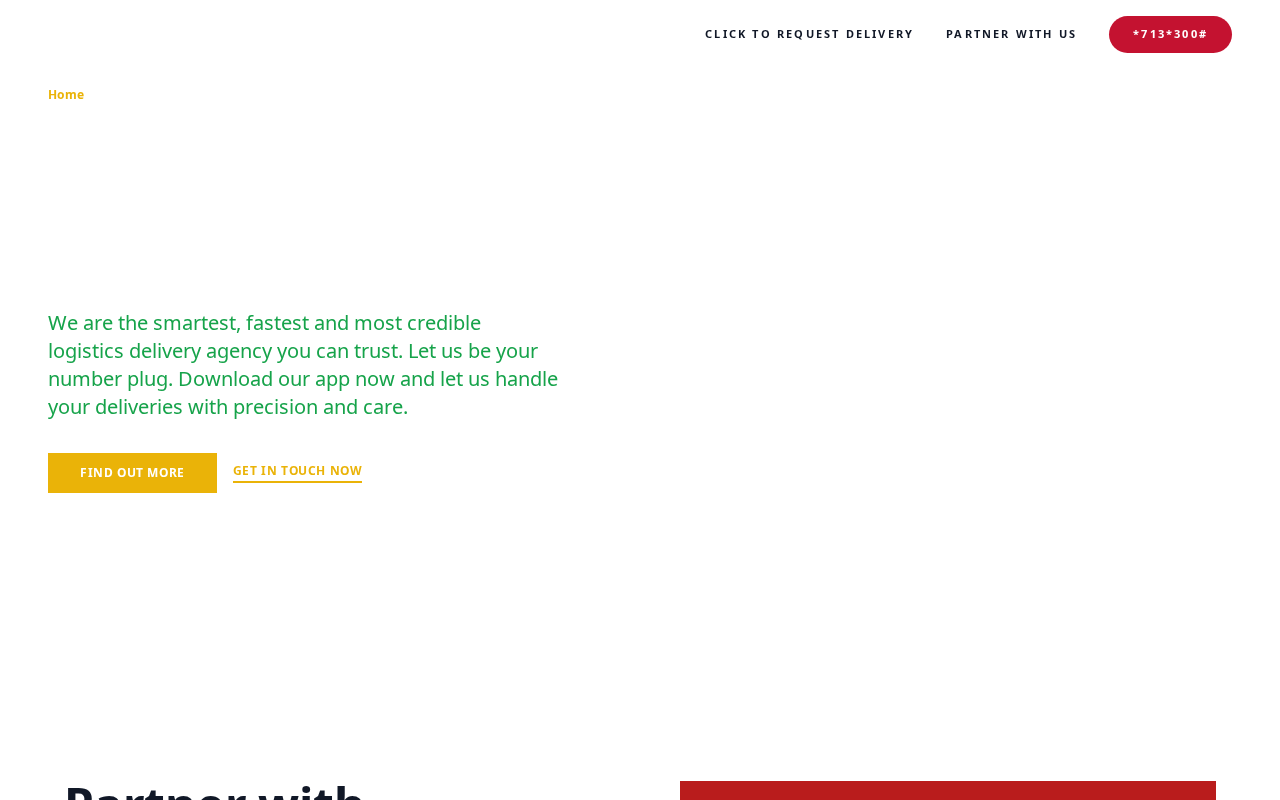 CLICK TO REQUEST DELIVERY
PARTNER WITH US
*713*300#
Home
We are the smartest, fastest and most credible
logistics delivery agency you can trust. Let us be your
number plug. Download our app now and let us handle
your deliveries with precision and care.
FIND OUT MORE
GET IN TOUCH NOW
Partner with